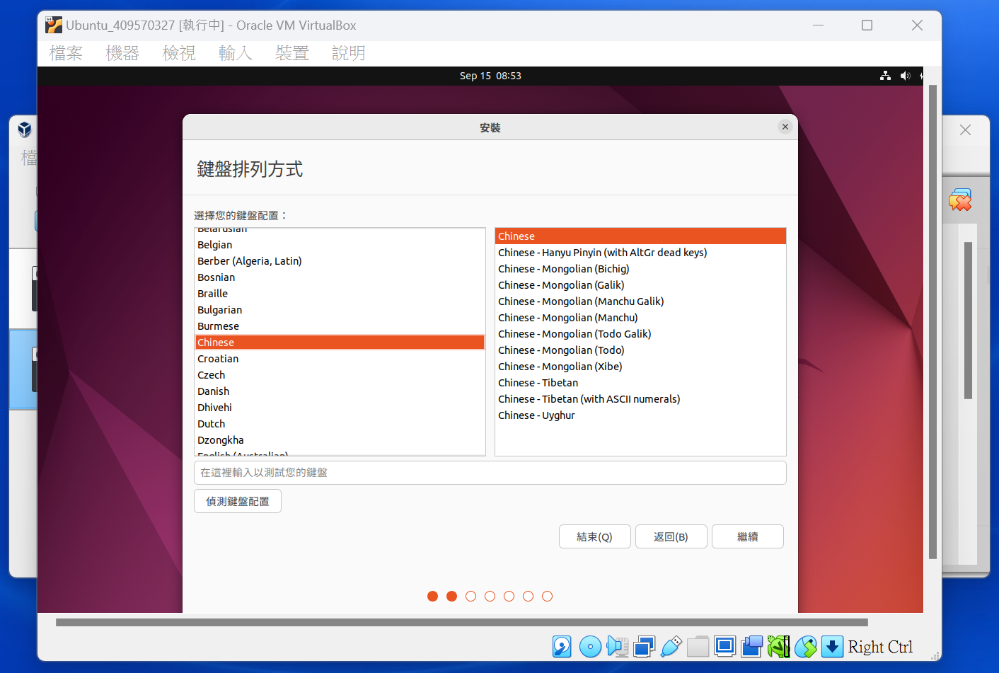 Ubuntu_409570327 [執行中] - Oracle VM VirtualBox
檔案 機器 檢視 輸入 裝置 說明
Sep 15 08:53
安裝
鍵盤排列方式
選擇您的鍵盤配置：
Belarusian
Belgian
Berber (Algeria, Latin)
Bosnian
Braille
Bulgarian
Burmese
Chinese
Croatian
Czech
Danish
Dhivehi
Dutch
Dzongkha
English (Australian)
Chinese
Chinese - Hanyu Pinyin (with AltGr dead keys)
Chinese - Mongolian (Bichig)
Chinese - Mongolian (Galik)
Chinese - Mongolian (Manchu Galik)
Chinese - Mongolian (Manchu)
Chinese - Mongolian (Todo Galik)
Chinese - Mongolian (Todo)
Chinese - Mongolian (Xibe)
Chinese - Tibetan
Chinese - Tibetan (with ASCII numerals)
Chinese - Uyghur
在這裡輸入以測試您的鍵盤
偵測鍵盤配置
結束(Q) 返回(B) 繼續
Right Ctrl